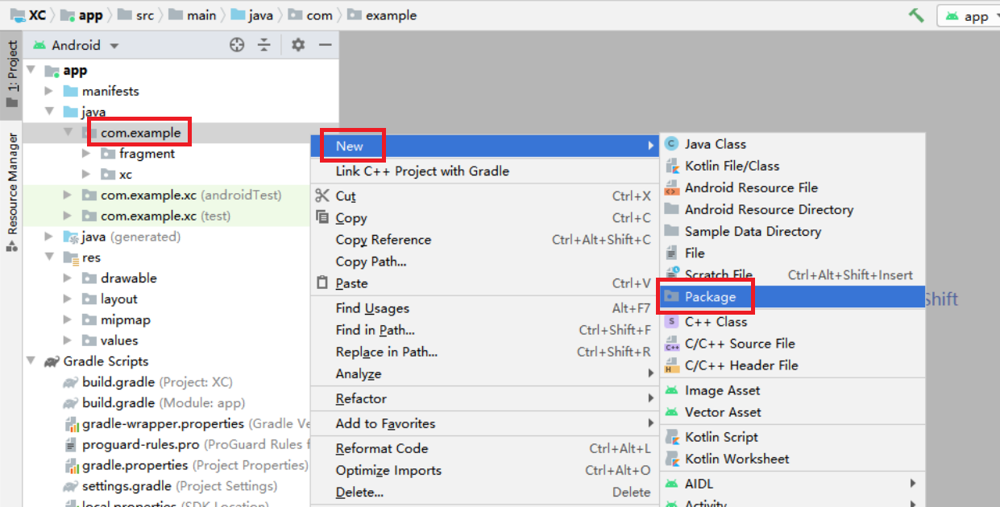 XC app src main java com example app
1: Project
Resource Manager
Android
app
manifests
java
com.example
fragment
xc
com.example.xc (androidTest)
com.example.xc (test)
java (generated)
res
drawable
layout
mipmap
values
Gradle Scripts
build.gradle (Project: XC)
build.gradle (Module: app)
gradle-wrapper.properties (Gradle Ve
proguard-rules.pro (ProGuard Rules f
gradle.properties (Project Properties)
settings.gradle (Project Settings)
local.properties (SDK Location)
New
Link C++ Project with Gradle
Cut Ctrl+X
Copy Ctrl+C
Copy Reference Ctrl+Alt+Shift+C
Copy Path...
Paste Ctrl+V
Find Usages Alt+F7
Find in Path... Ctrl+Shift+F
Replace in Path... Ctrl+Shift+R
Analyze
Refactor
Add to Favorites
Reformat Code Ctrl+Alt+L
Optimize Imports Ctrl+Alt+O
Delete... Delete
Java Class
Kotlin File/Class
Android Resource File
Android Resource Directory
Sample Data Directory
File
Scratch File Ctrl+Alt+Shift+Insert
Package
C++ Class
C/C++ Source File
C/C++ Header File
Image Asset
Vector Asset
Kotlin Script
Kotlin Worksheet
AIDL
Activity
Shift